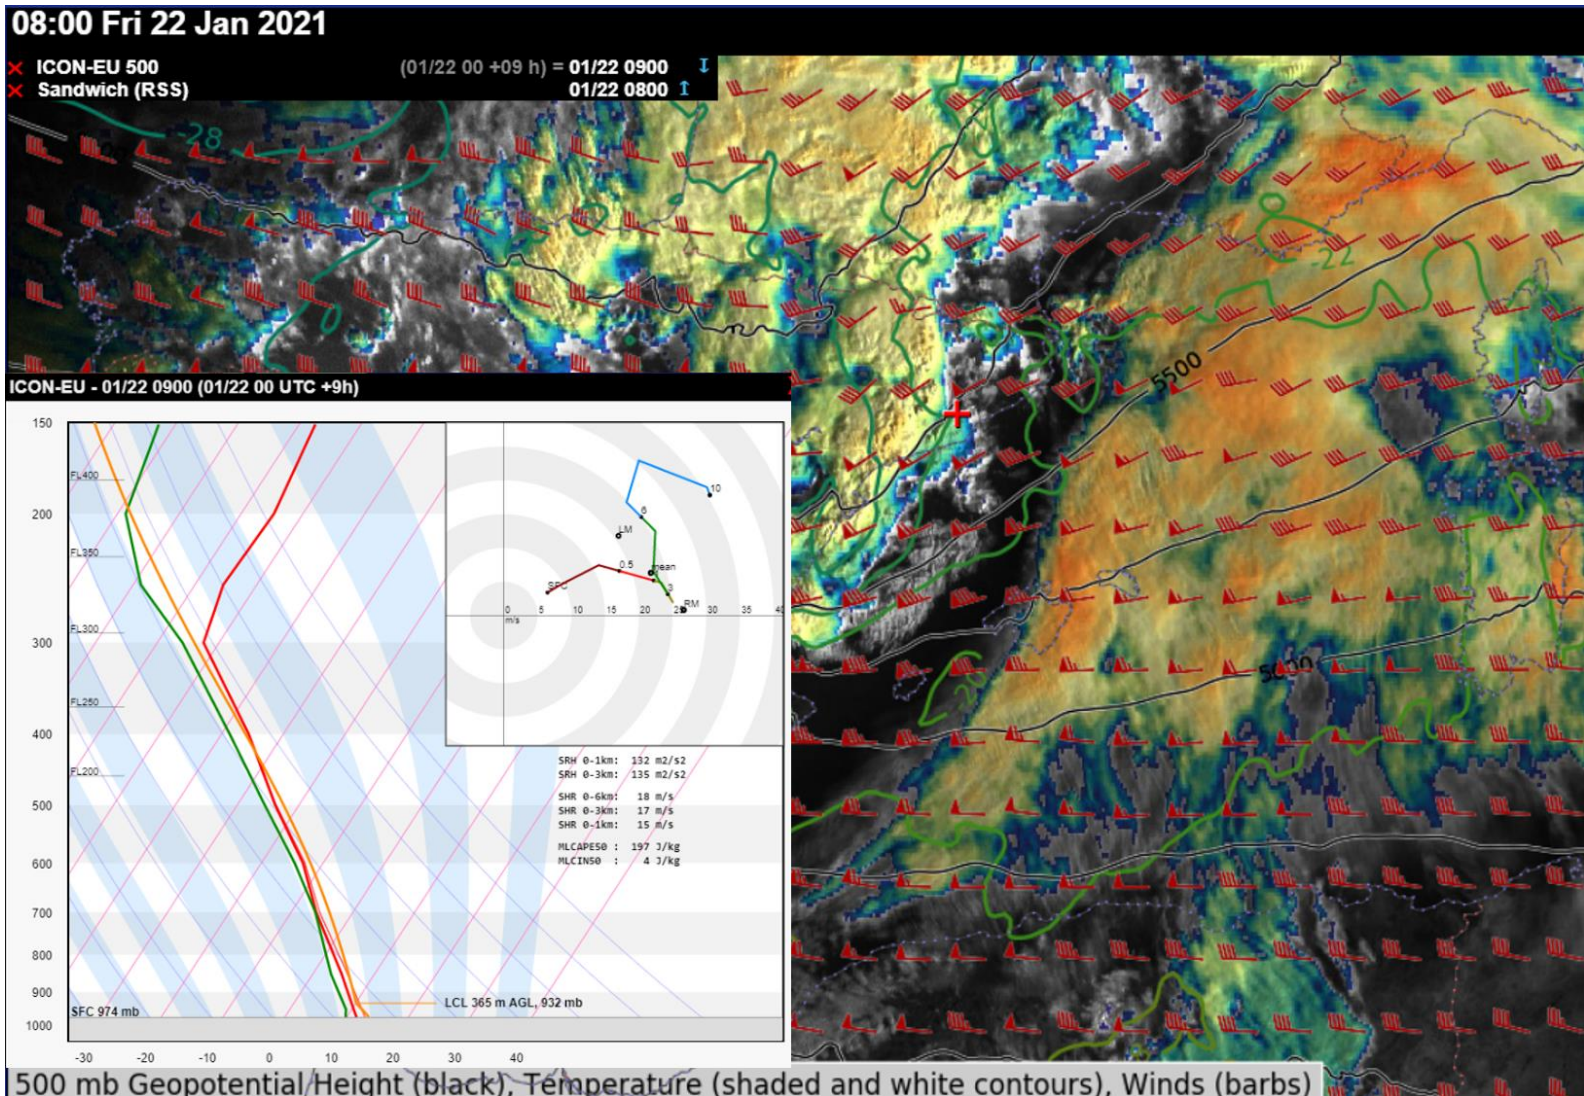 08:00 Fri 22 Jan 2021
ICON-EU 500 (01/22 00 +09 h) = 01/22 0900
Sandwich (RSS) 01/22 0800
-28
-22
5500
ICON-EU - 01/22 0900 (01/22 00 UTC +9h)
150
FL400
200
FL350
300
FL300
FL250
400
FL200
500
600
700
800
900
SFC 974 mb
1000
-30 -20 -10 0 10 20 30 40
LCL 365 m AGL, 932 mb
10
6
LM
0.5
mean
SFC
3
RM
0 5 10 15 20 25 30 35
m/s
SRH 0-1km: 132 m2/s2
SRH 0-3km: 135 m2/s2
SHR 0-6km: 18 m/s
SHR 0-3km: 17 m/s
SHR 0-1km: 15 m/s
MLCAPE50 : 197 J/kg
MLCIN50 : 4 J/kg
500 mb Geopotential Height (black), Temperature (shaded and white contours), Winds (barbs)